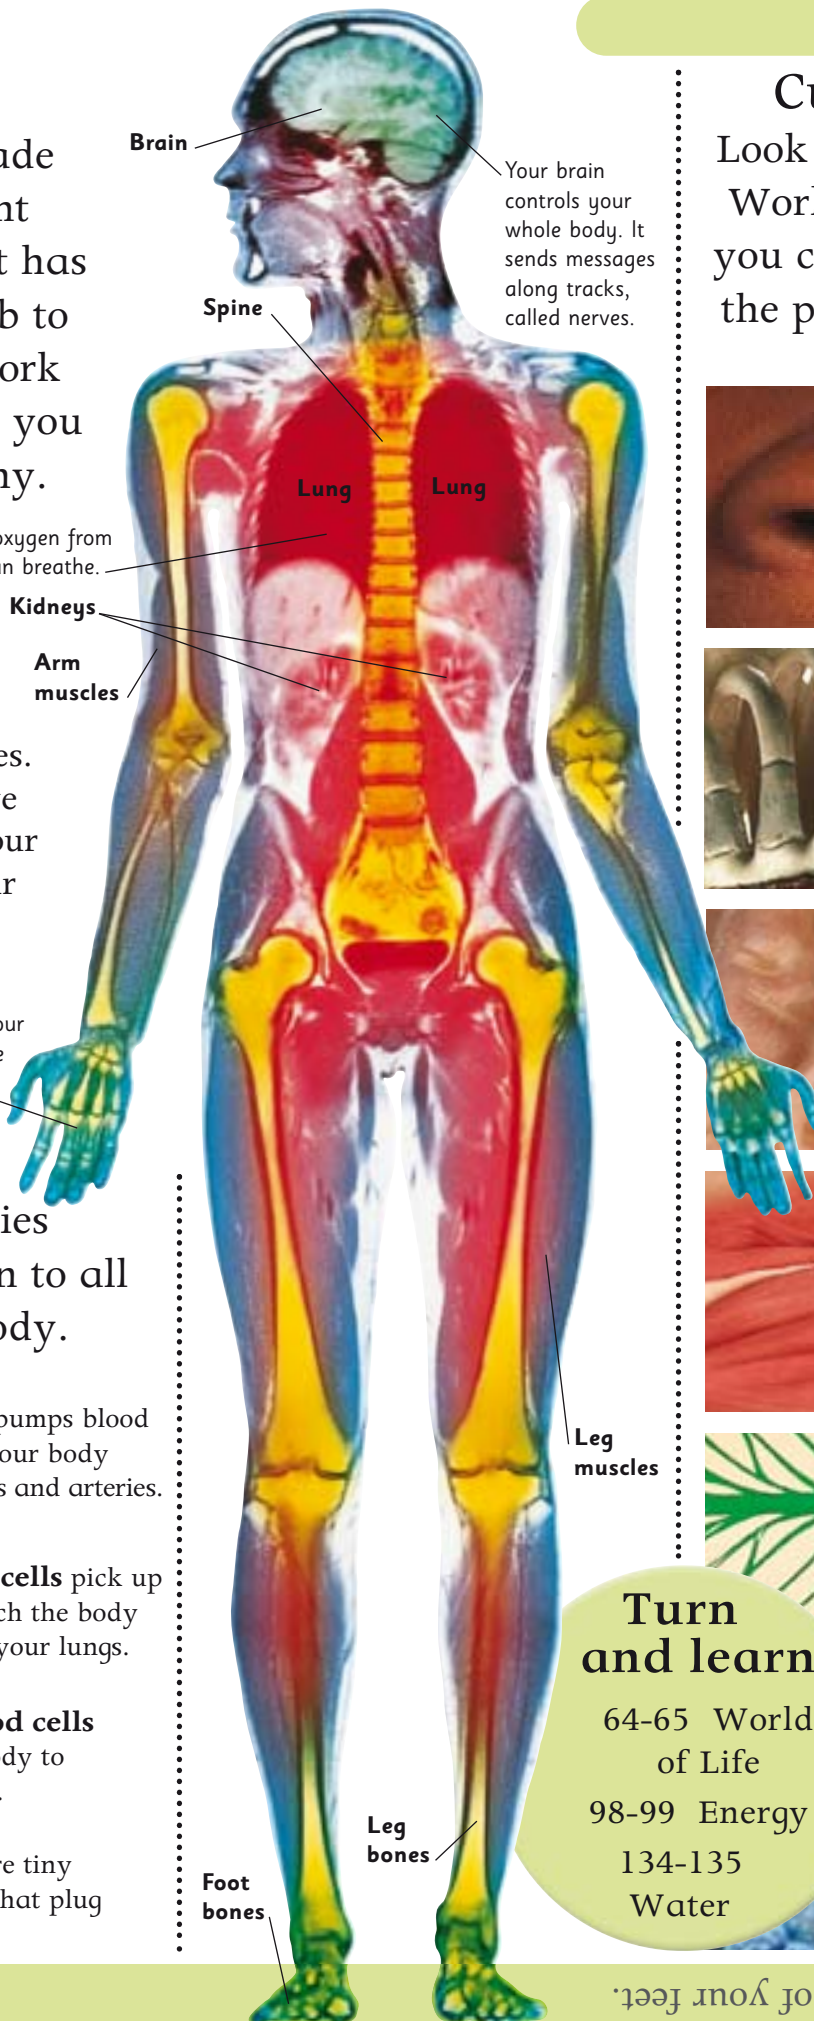 ade
nt
t has
b to
ork
you
hy.
Brain
Your brain
controls your
whole body. It
sends messages
along tracks,
called nerves.
Spine
Lung
Lung
oxygen from
an breathe.
Kidneys
Arm
muscles
es.
e
our
r
our
e
ies
n to all
ody.
pumps blood
our body
s and arteries.
cells pick up
ch the body
your lungs.
od cells
dy to
.
re tiny
hat plug
Leg
muscles
Leg
bones
Foot
bones
Cu
Look
Worl
you c
the p
Turn
and learn
64-65 World
of Life
98-99 Energy
134-135
Water
of your feet.